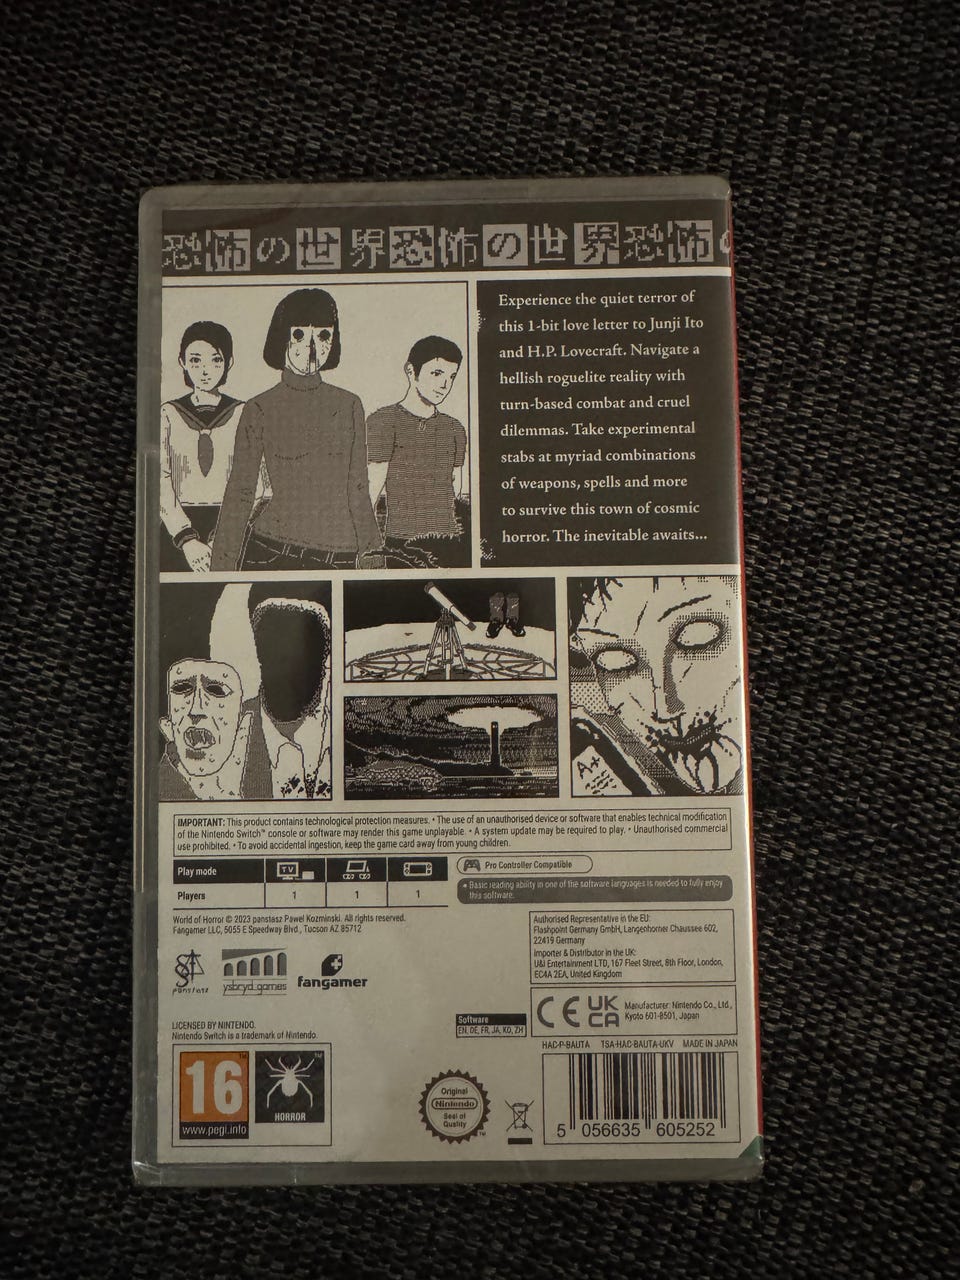 恐怖の世界恐怖の世界恐怖の
Experience the quiet terror of
this 1-bit love letter to Junji Ito
and H.P. Lovecraft. Navigate a
hellish roguelite reality with
turn-based combat and cruel
dilemmas. Take experimental
stabs at myriad combinations
of weapons, spells and more
to survive this town of cosmic
horror. The inevitable awaits...
A+
IMPORTANT: This product contains technological protection measures. • The use of an unauthorised device or software that enables technical modification
of the Nintendo Switch™ console or software may render this game unplayable. • A system update may be required to play. • Unauthorised commercial
use prohibited. • To avoid accidental ingestion, keep the game card away from young children.
Play mode TV
Players 1 1 1
Pro Controller Compatible
• Basic reading ability in one of the software languages is needed to fully enjoy
this software.
World of Horror © 2023 panstasz Pawel Kozminski. All rights reserved.
Fangamer LLC, 5055 E Speedway Blvd, Tucson AZ 85712
Authorised Representative in the EU:
Flashpoint Germany GmbH, Langenhorner Chaussee 602,
22419 Germany
Importer & Distributor in the UK:
U&I Entertainment LTD, 167 Fleet Street, 8th Floor, London,
EC4A 2EA, United Kingdom
panstasz
ysbryd games
fangamer
CE UK CA
Manufacturer: Nintendo Co., Ltd.,
Kyoto 601-8501, Japan
LICENSED BY NINTENDO.
Nintendo Switch is a trademark of Nintendo.
Software
EN, DE, FR, JA, KO, ZH
HAC-P-BAUTA TSA-HAC-BAUTA-UKV MADE IN JAPAN
16 ™
www.pegi.info
HORROR ™
Original
Nintendo
Seal of
Quality ™
5 056635 605252